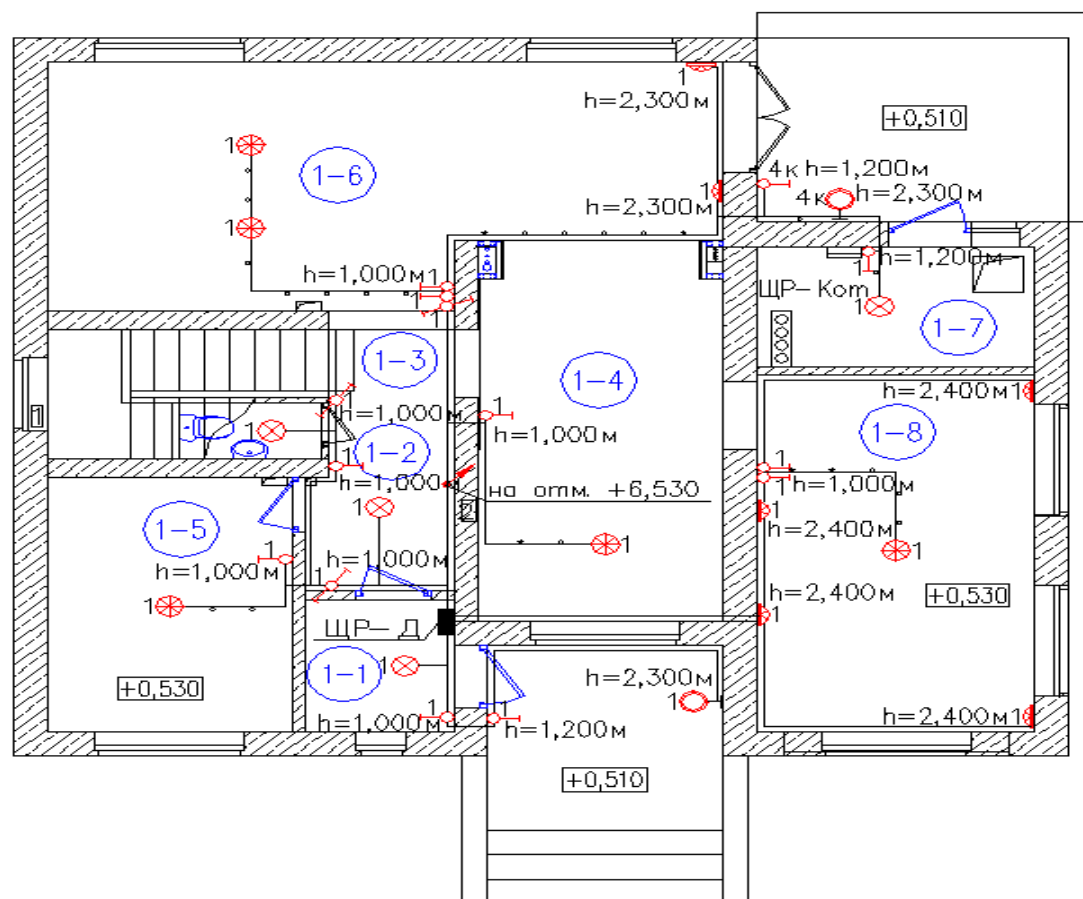 1
h=2,300м
+0,510
1
1-6
4к h=1,200м
1
h=2,300м
4к
h=2,300м
1
h=1,000м 1
1
1
1
h=1,200м
ЩР-Кот
1
1-7
1-3
1-4
h=2,400м 1
1
h=1,000м
1
h=1,000м
1-8
1
1-2
1
h=1,000м
1
h=1,000м
на отм. +6,530
2
1
1
h=2,400м
1-5
1
h=1,000м
1
h=1,000м
1
1
1
h=2,400м
1
+0,530
ЩР-Д
1
1-1
+0,530
h=2,300м
1
h=1,000м
1
1
h=1,200м
h=2,400м 1
+0,510